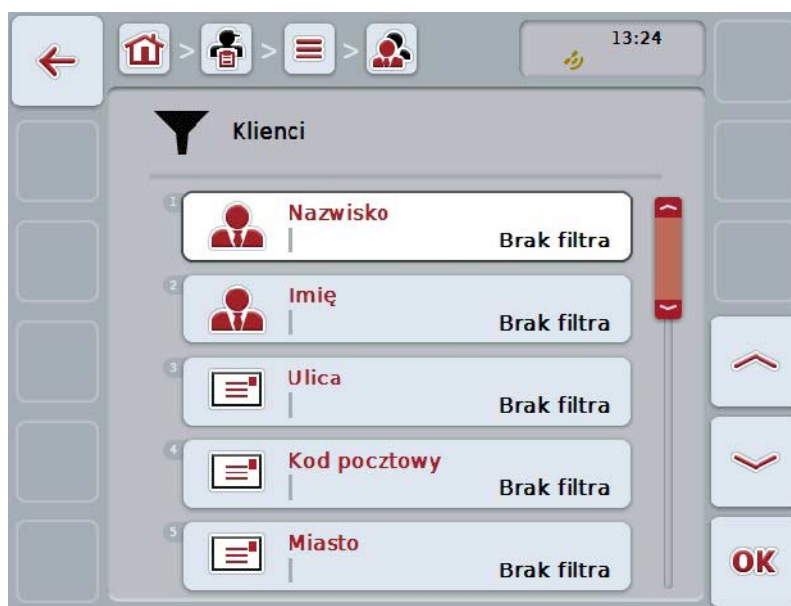 13:24
Klienci
1
Nazwisko
Brak filtra
2
Imię
Brak filtra
3
Ulica
Brak filtra
4
Kod pocztowy
Brak filtra
5
Miasto
Brak filtra
OK